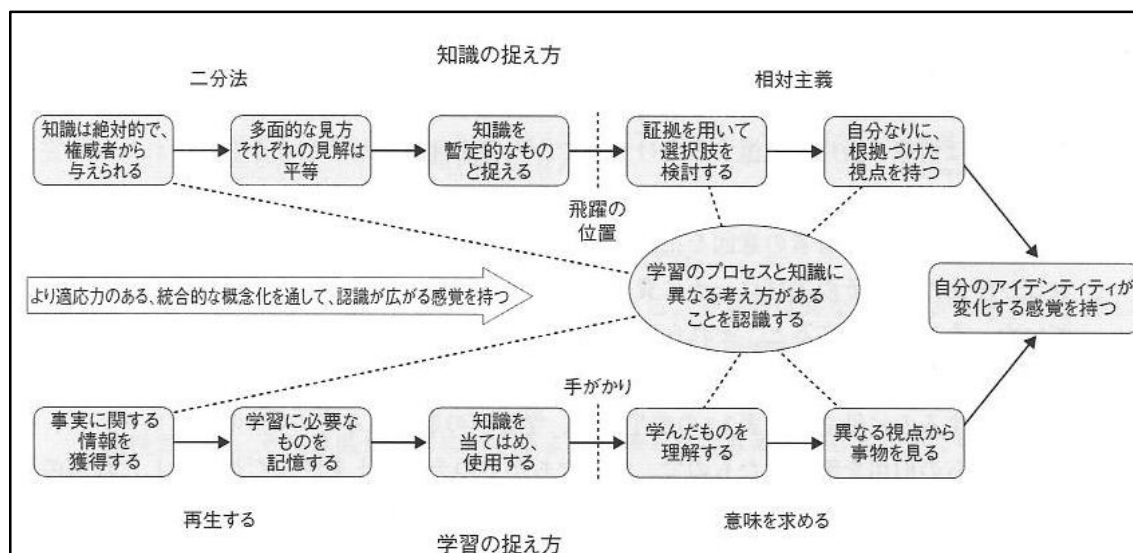 知識の捉え方
二分法
相対主義
知識は絶対的で、
権威者から
与えられる
多面的な見方
それぞれの見解は
平等
知識を
暫定的なもの
と捉える
証拠を用いて
選択肢を
検討する
自分なりに、
根拠づけた
視点を持つ
飛躍の
位置
より適応力のある、統合的な概念化を通して、認識が広がる感覚を持つ
学習のプロセスと知識に
異なる考え方がある
ことを認識する
自分のアイデンティティが
変化する感覚を持つ
手がかり
事実に関する
情報を
獲得する
学習に必要な
ものを
記憶する
知識を
当てはめ、
使用する
学んだものを
理解する
異なる視点から
事物を見る
再生する
意味を求める
学習の捉え方